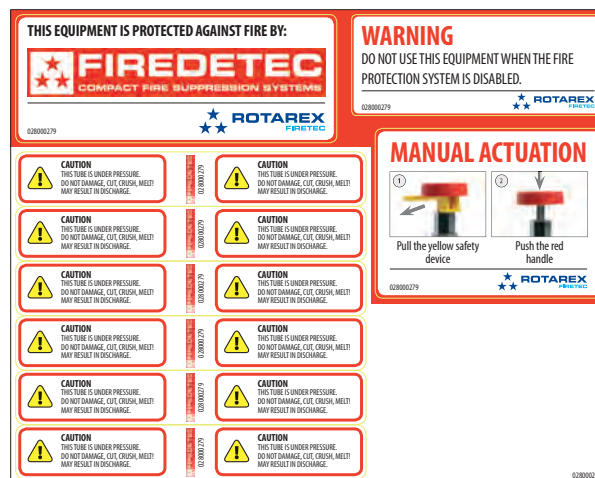 THIS EQUIPMENT IS PROTECTED AGAINST FIRE BY:
FIREDETEC
COMPACT FIRE SUPPRESSION SYSTEMS
ROTAREX
FIRETEC
028000279
WARNING
DO NOT USE THIS EQUIPMENT WHEN THE FIRE
PROTECTION SYSTEM IS DISABLED.
ROTAREX
FIRETEC
028000279
MANUAL ACTUATION
1
2
Pull the yellow safety
device
Push the red
handle
ROTAREX
FIRETEC
028000279
CAUTION
THIS TUBE IS UNDER PRESSURE.
DO NOT DAMAGE, CUT, CRUSH, MELT!
MAY RESULT IN DISCHARGE.
028000279
CAUTION
THIS TUBE IS UNDER PRESSURE.
DO NOT DAMAGE, CUT, CRUSH, MELT!
MAY RESULT IN DISCHARGE.
CAUTION
THIS TUBE IS UNDER PRESSURE.
DO NOT DAMAGE, CUT, CRUSH, MELT!
MAY RESULT IN DISCHARGE.
028000279
CAUTION
THIS TUBE IS UNDER PRESSURE.
DO NOT DAMAGE, CUT, CRUSH, MELT!
MAY RESULT IN DISCHARGE.
CAUTION
THIS TUBE IS UNDER PRESSURE.
DO NOT DAMAGE, CUT, CRUSH, MELT!
MAY RESULT IN DISCHARGE.
028000279
CAUTION
THIS TUBE IS UNDER PRESSURE.
DO NOT DAMAGE, CUT, CRUSH, MELT!
MAY RESULT IN DISCHARGE.
CAUTION
THIS TUBE IS UNDER PRESSURE.
DO NOT DAMAGE, CUT, CRUSH, MELT!
MAY RESULT IN DISCHARGE.
028000279
CAUTION
THIS TUBE IS UNDER PRESSURE.
DO NOT DAMAGE, CUT, CRUSH, MELT!
MAY RESULT IN DISCHARGE.
CAUTION
THIS TUBE IS UNDER PRESSURE.
DO NOT DAMAGE, CUT, CRUSH, MELT!
MAY RESULT IN DISCHARGE.
028000279
CAUTION
THIS TUBE IS UNDER PRESSURE.
DO NOT DAMAGE, CUT, CRUSH, MELT!
MAY RESULT IN DISCHARGE.
CAUTION
THIS TUBE IS UNDER PRESSURE.
DO NOT DAMAGE, CUT, CRUSH, MELT!
MAY RESULT IN DISCHARGE.
028000279
CAUTION
THIS TUBE IS UNDER PRESSURE.
DO NOT DAMAGE, CUT, CRUSH, MELT!
MAY RESULT IN DISCHARGE.
0280002